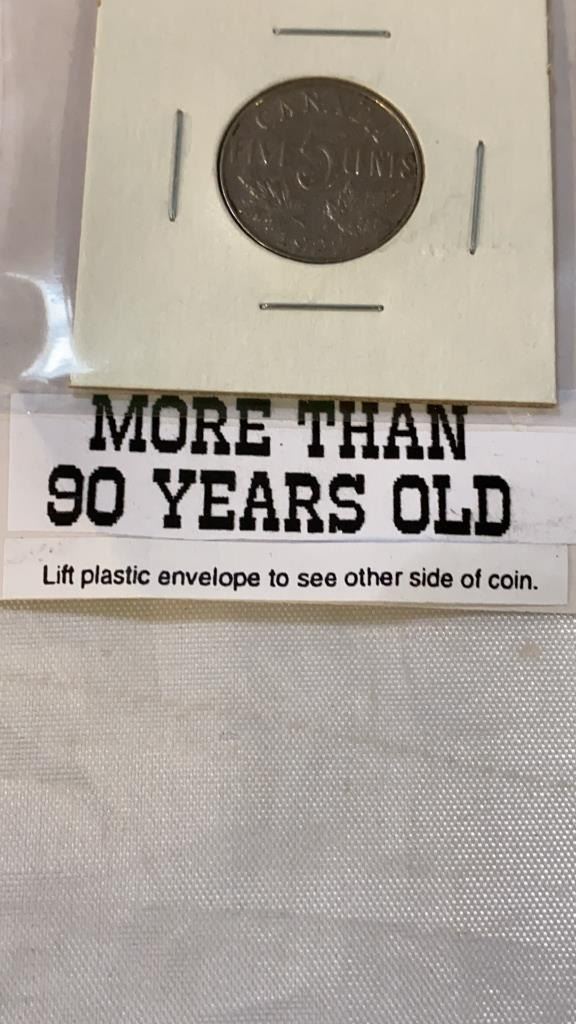 CANADA
FIVE 5 CENTS
MORE THAN
90 YEARS OLD
Lift plastic envelope to see other side of coin.